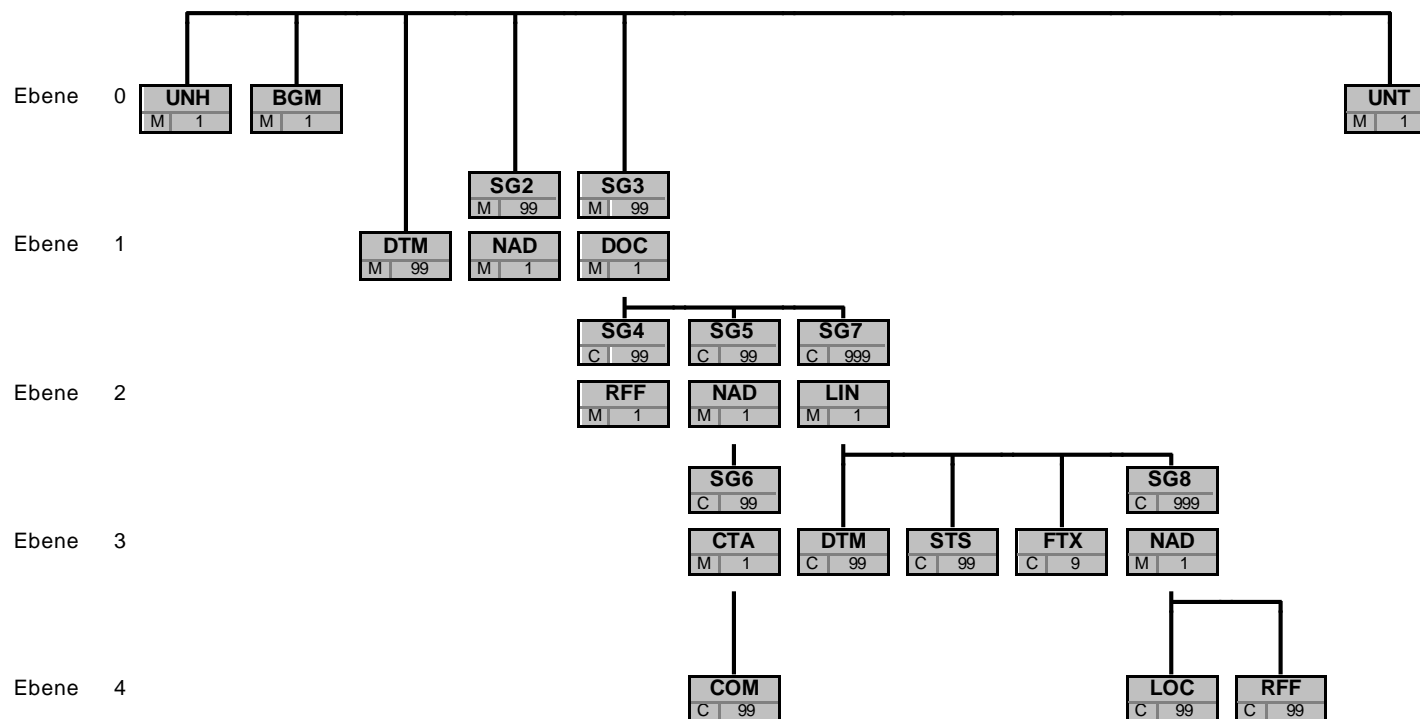 Ebene 0 UNH BGM UNT
M 1 M 1 M 1
SG2 SG3
M 99 M 99
Ebene 1 DTM NAD DOC
M 99 M 1 M 1
SG4 SG5 SG7
C 99 C 99 C 999
Ebene 2 RFF NAD LIN
M 1 M 1 M 1
SG6 SG8
C 99 C 999
Ebene 3 CTA DTM STS FTX NAD
M 1 C 99 C 99 C 9 M 1
Ebene 4 COM LOC RFF
C 99 C 99 C 99